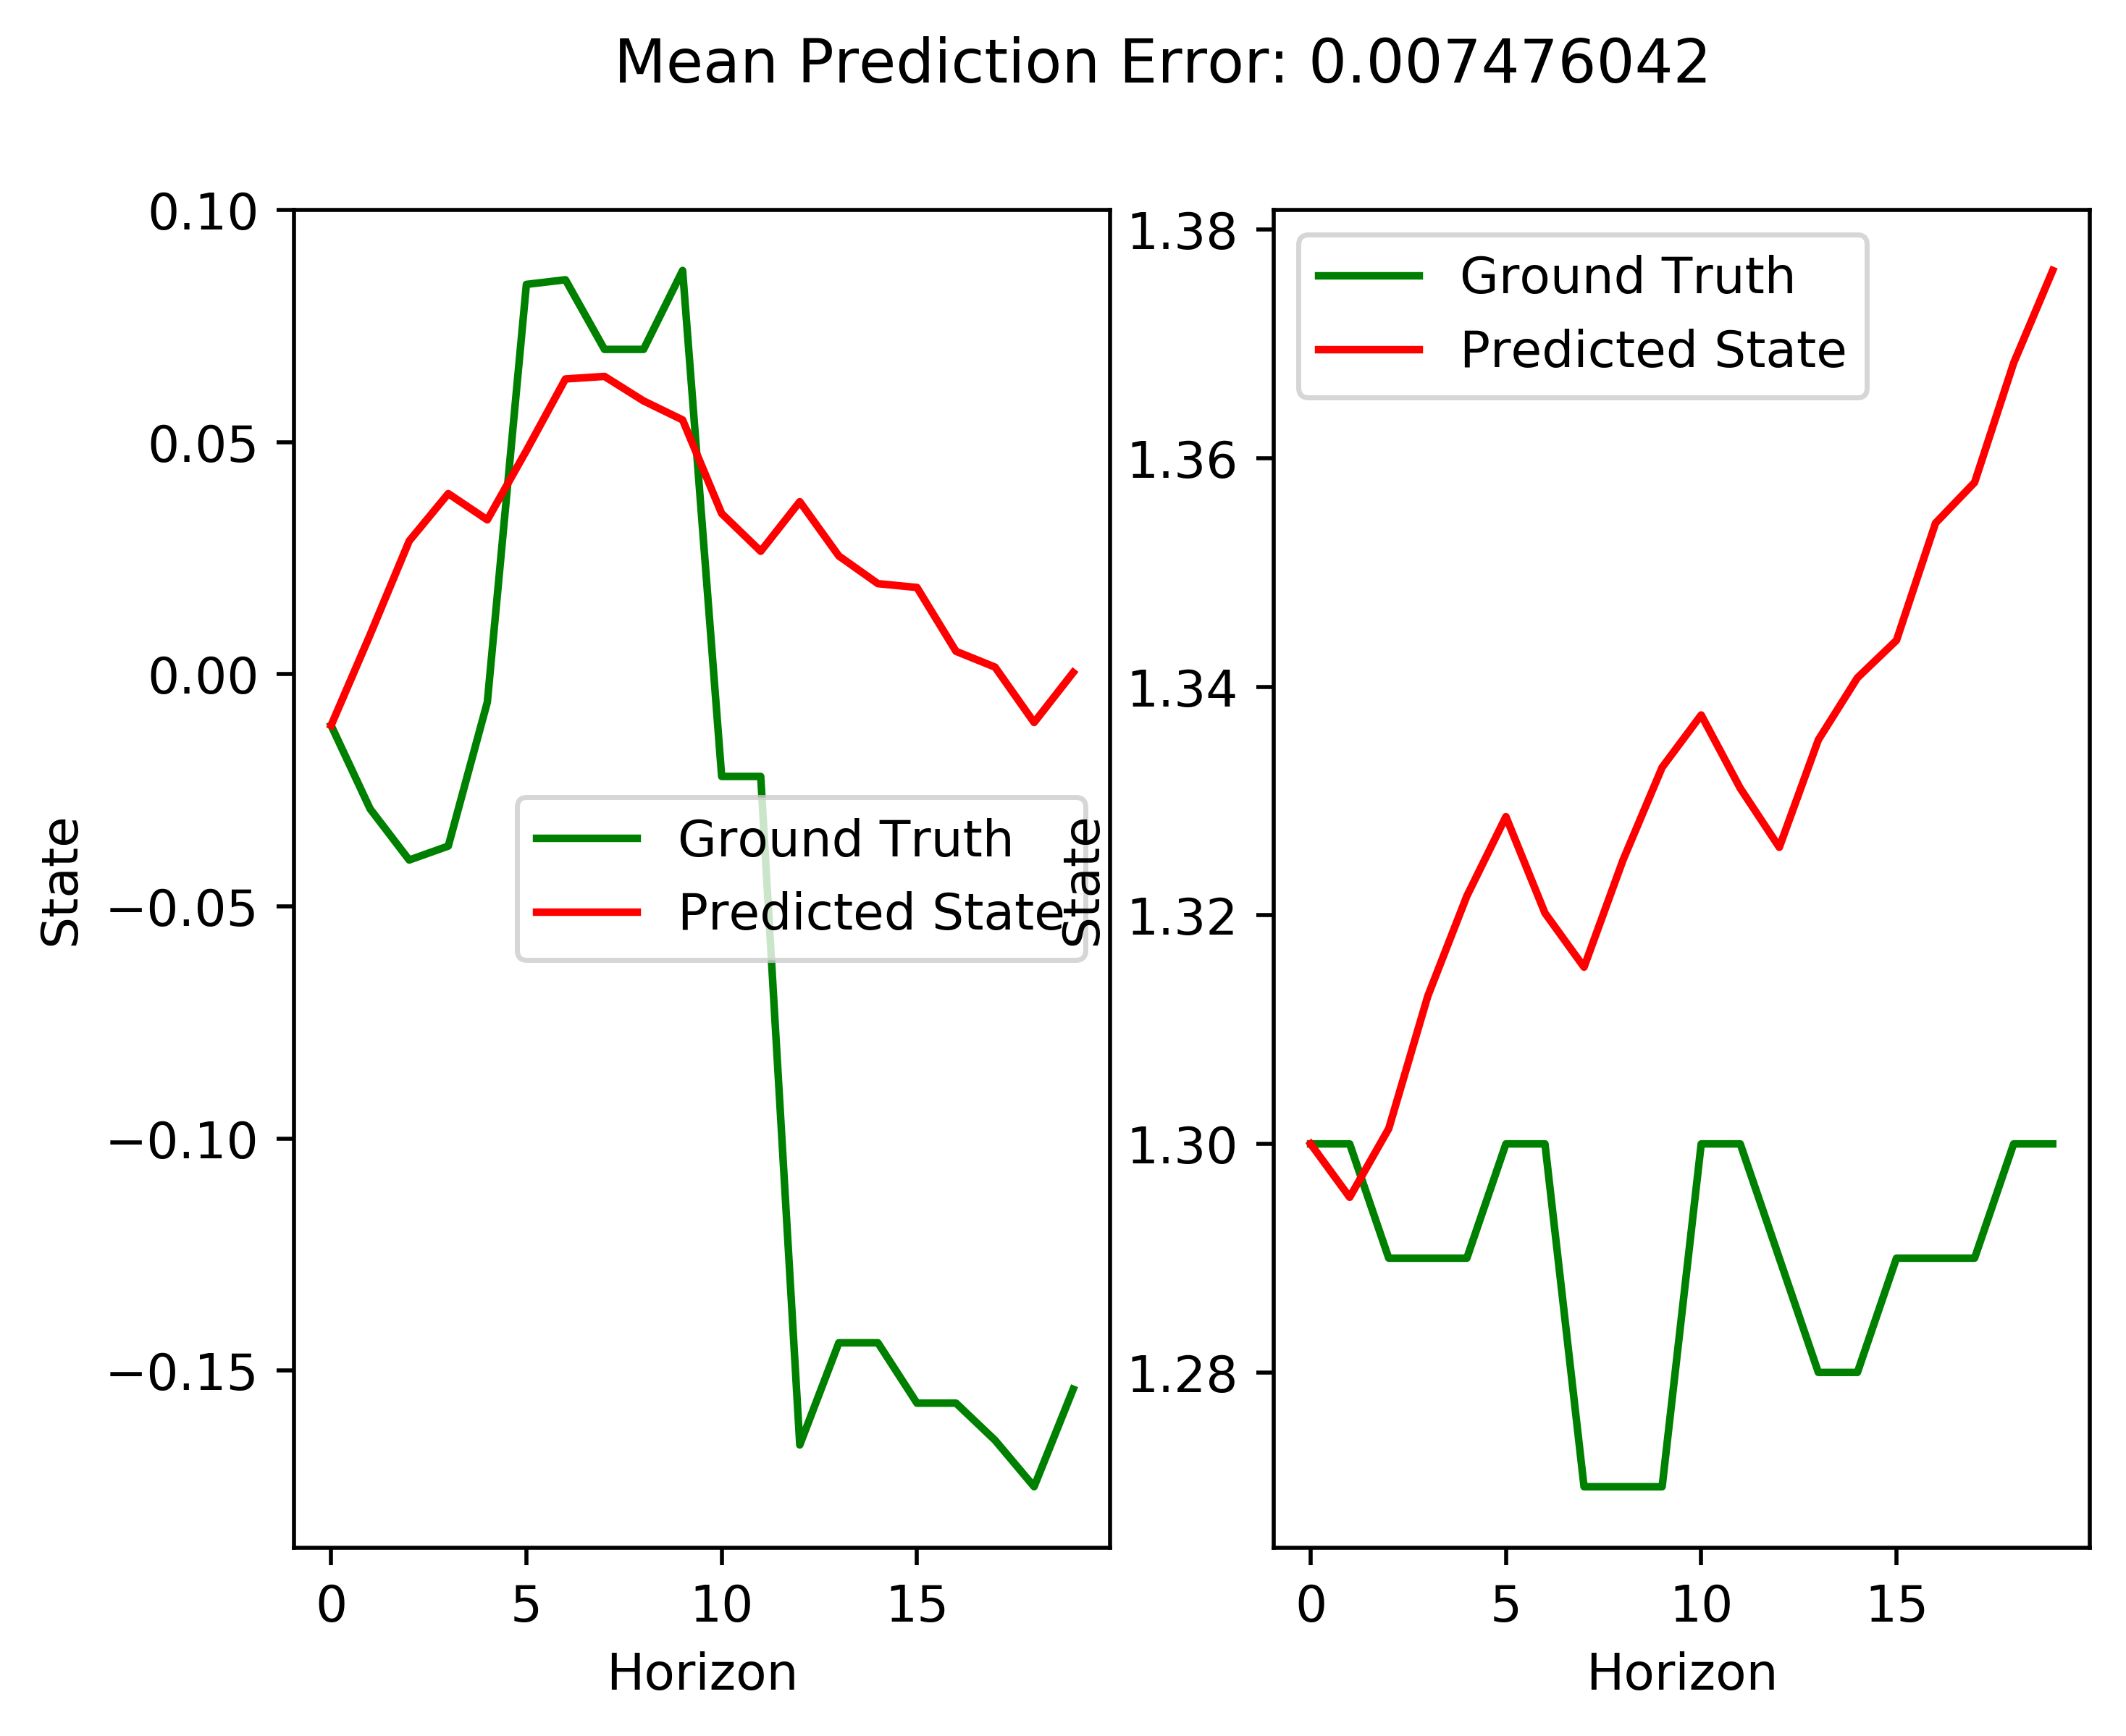 Mean Prediction Error: 0.007476042
0.10
0.05
0.00
−0.05
−0.10
−0.15
State
Ground Truth
Predicted State
0 5 10 15
Horizon
1.38
1.36
1.34
1.32
1.30
1.28
State
Ground Truth
Predicted State
0 5 10 15
Horizon